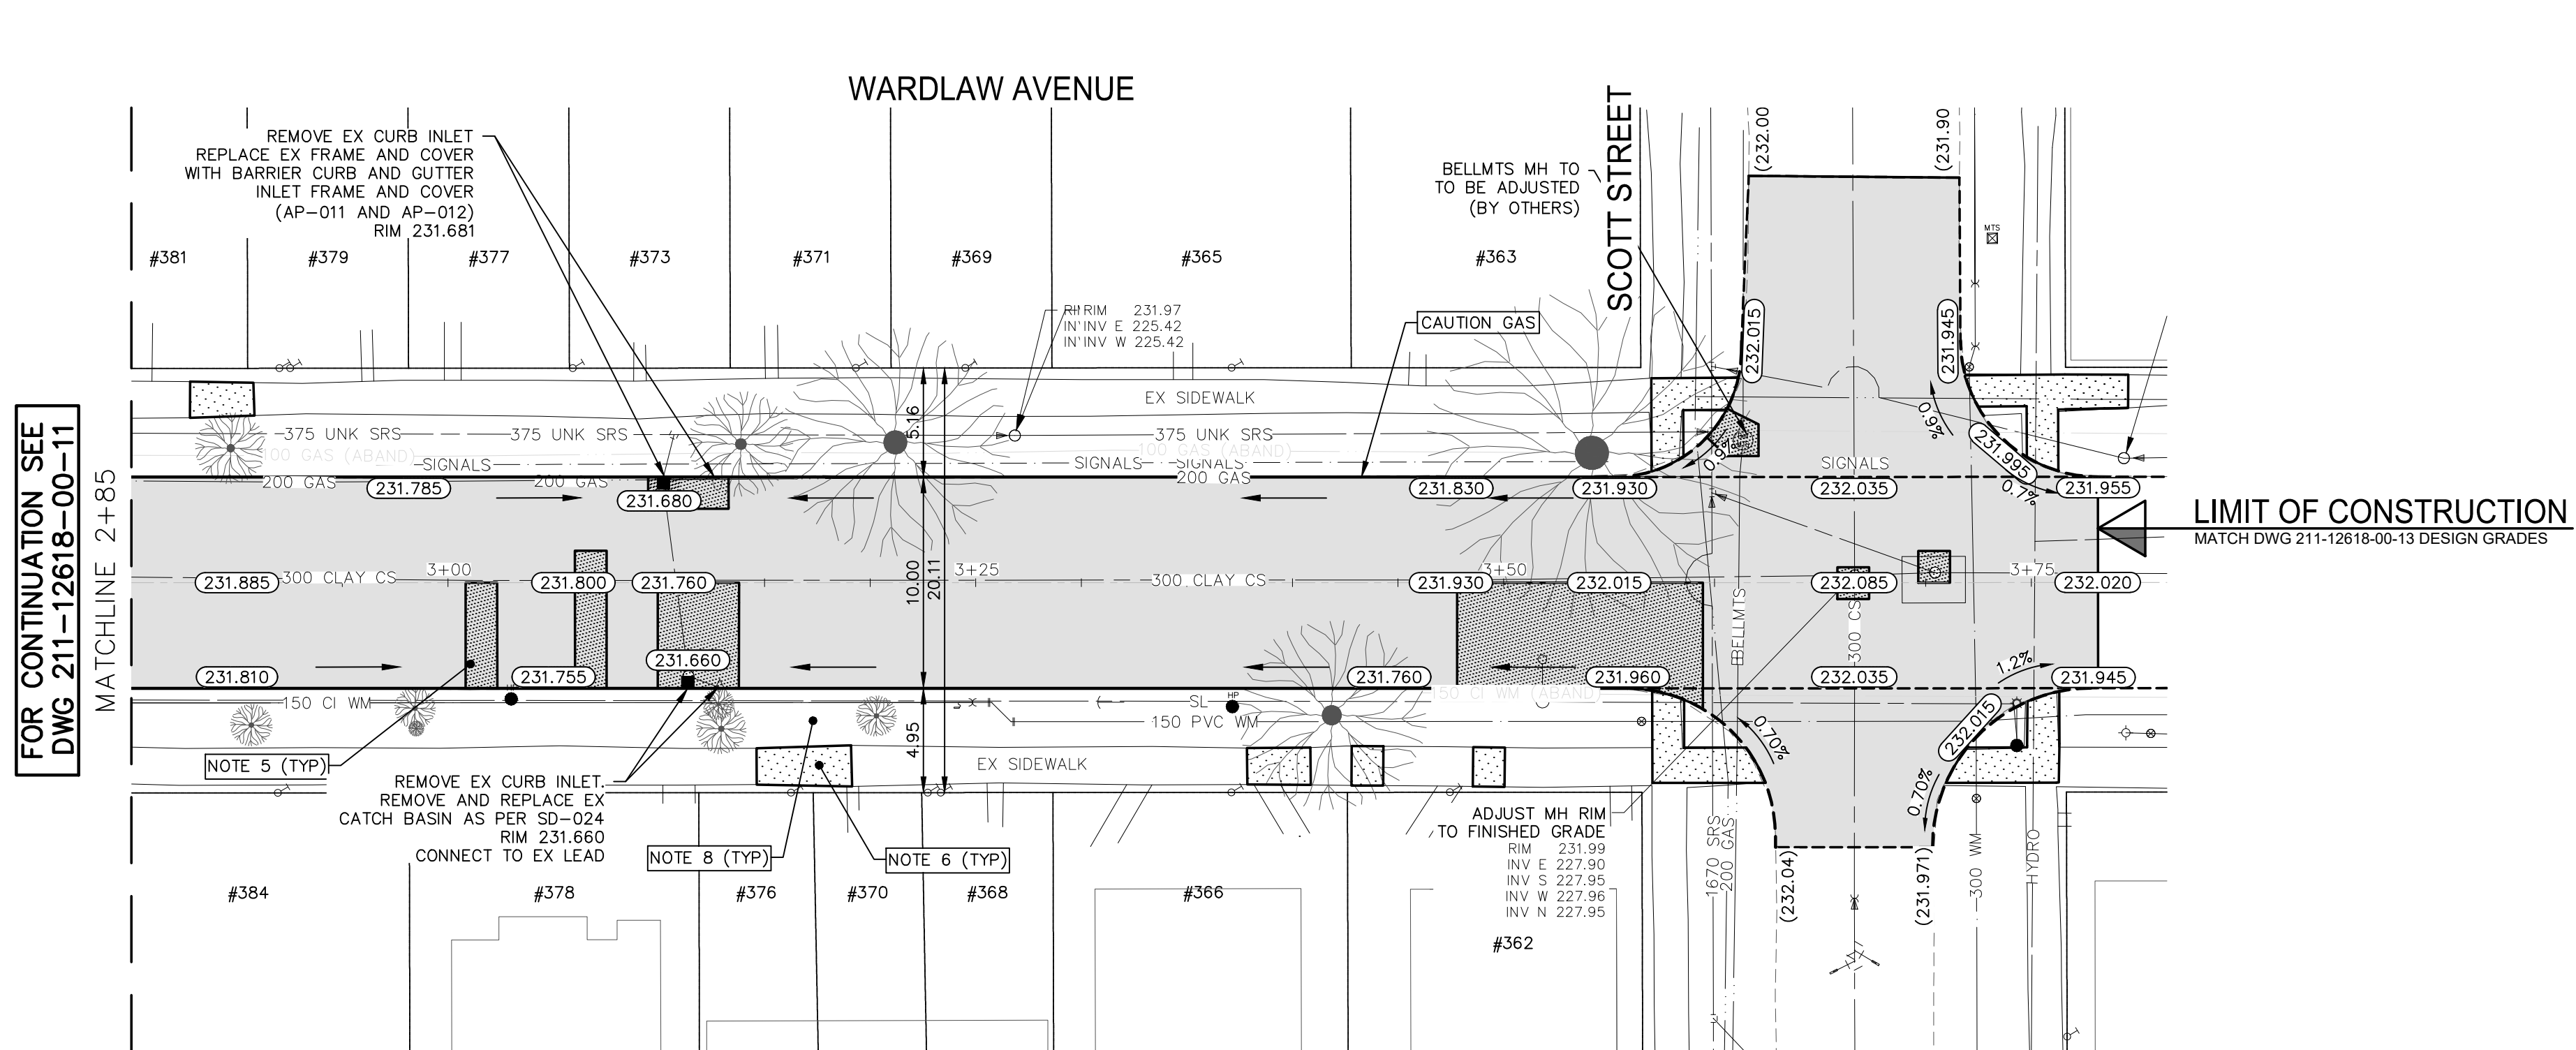 WARDLAW AVENUE
SCOTT STREET
FOR CONTINUATION SEE
DWG 211-12618-00-11
MATCHLINE 2+85
REMOVE EX CURB INLET
REPLACE EX FRAME AND COVER
WITH BARRIER CURB AND GUTTER
INLET FRAME AND COVER
(AP-011 AND AP-012)
RIM 231.681
BELLMTS MH TO
TO BE ADJUSTED
(BY OTHERS)
(232.00
(231.90
MTS
#381
#379
#377
#373
#371
#369
#365
#363
RIM 231.97
INV E 225.42
INV W 225.42
CAUTION GAS
232.015
231.945
EX SIDEWALK
5.16
0.9%
375 UNK SRS
375 UNK SRS
375 UNK SRS
100 GAS (ABAND)
100 GAS (ABAND)
SIGNALS
SIGNALS
SIGNALS
SIGNALS
231.995
0.7%
200 GAS
200 GAS
200 GAS
231.785
231.680
231.830
231.930
232.035
231.955
LIMIT OF CONSTRUCTION
MATCH DWG 211-12618-00-13 DESIGN GRADES
3+00
3+25
3+50
3+75
231.885
300 CLAY CS
231.800
231.760
10.00
20.11
300 CLAY CS
231.930
232.015
232.085
232.020
BELLMTS
300 CS
231.810
231.755
231.660
231.760
231.960
232.035
1.2%
231.945
150 CI WM
HP
HP
SL
150 CI WM (ABAND)
150 PVC WM
4.95
0.70%
232.015
0.70%
NOTE 5 (TYP)
EX SIDEWALK
REMOVE EX CURB INLET.
REMOVE AND REPLACE EX
CATCH BASIN AS PER SD-024
RIM 231.660
CONNECT TO EX LEAD
NOTE 8 (TYP)
NOTE 6 (TYP)
ADJUST MH RIM
TO FINISHED GRADE
RIM 231.99
INV E 227.90
INV S 227.95
INV W 227.96
INV N 227.95
1670 SRS
200 GAS
(232.04)
(231.971)
300 WM
HYDRO
#384
#378
#376
#370
#368
#366
#362